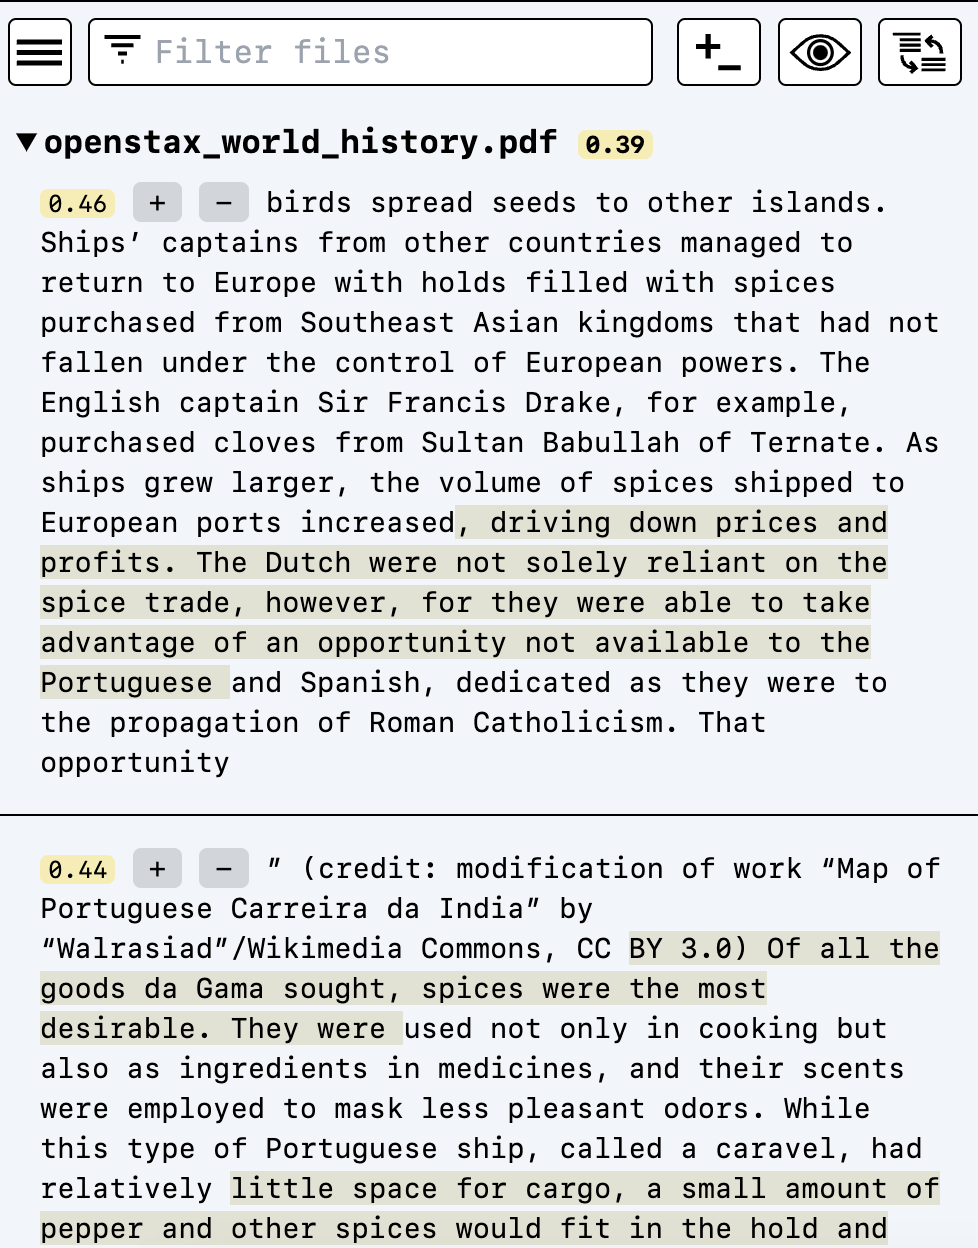 Filter files
openstax_world_history.pdf 0.39
0.46 + − birds spread seeds to other islands.
Ships’ captains from other countries managed to
return to Europe with holds filled with spices
purchased from Southeast Asian kingdoms that had not
fallen under the control of European powers. The
English captain Sir Francis Drake, for example,
purchased cloves from Sultan Babullah of Ternate. As
ships grew larger, the volume of spices shipped to
European ports increased, driving down prices and
profits. The Dutch were not solely reliant on the
spice trade, however, for they were able to take
advantage of an opportunity not available to the
Portuguese and Spanish, dedicated as they were to
the propagation of Roman Catholicism. That
opportunity
0.44 + − ” (credit: modification of work “Map of
Portuguese Carreira da India” by
“Walrasiad”/Wikimedia Commons, CC BY 3.0) Of all the
goods da Gama sought, spices were the most
desirable. They were used not only in cooking but
also as ingredients in medicines, and their scents
were employed to mask less pleasant odors. While
this type of Portuguese ship, called a caravel, had
relatively little space for cargo, a small amount of
pepper and other spices would fit in the hold and